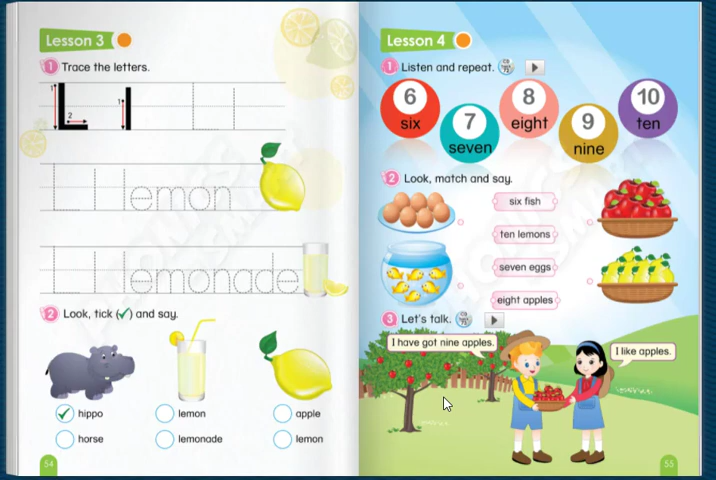 Lesson 3
1 Trace the letters.
1
2
1
L l L l
L l lemon
L l lemonade
2 Look, tick (✓) and say.
hippo
horse
lemon
lemonade
apple
lemon
54
Lesson 4
1 Listen and repeat.
6
six
7
seven
8
eight
9
nine
10
ten
2 Look, match and say.
six fish
ten lemons
seven eggs
eight apples
3 Let's talk.
I have got nine apples.
I like apples.
55